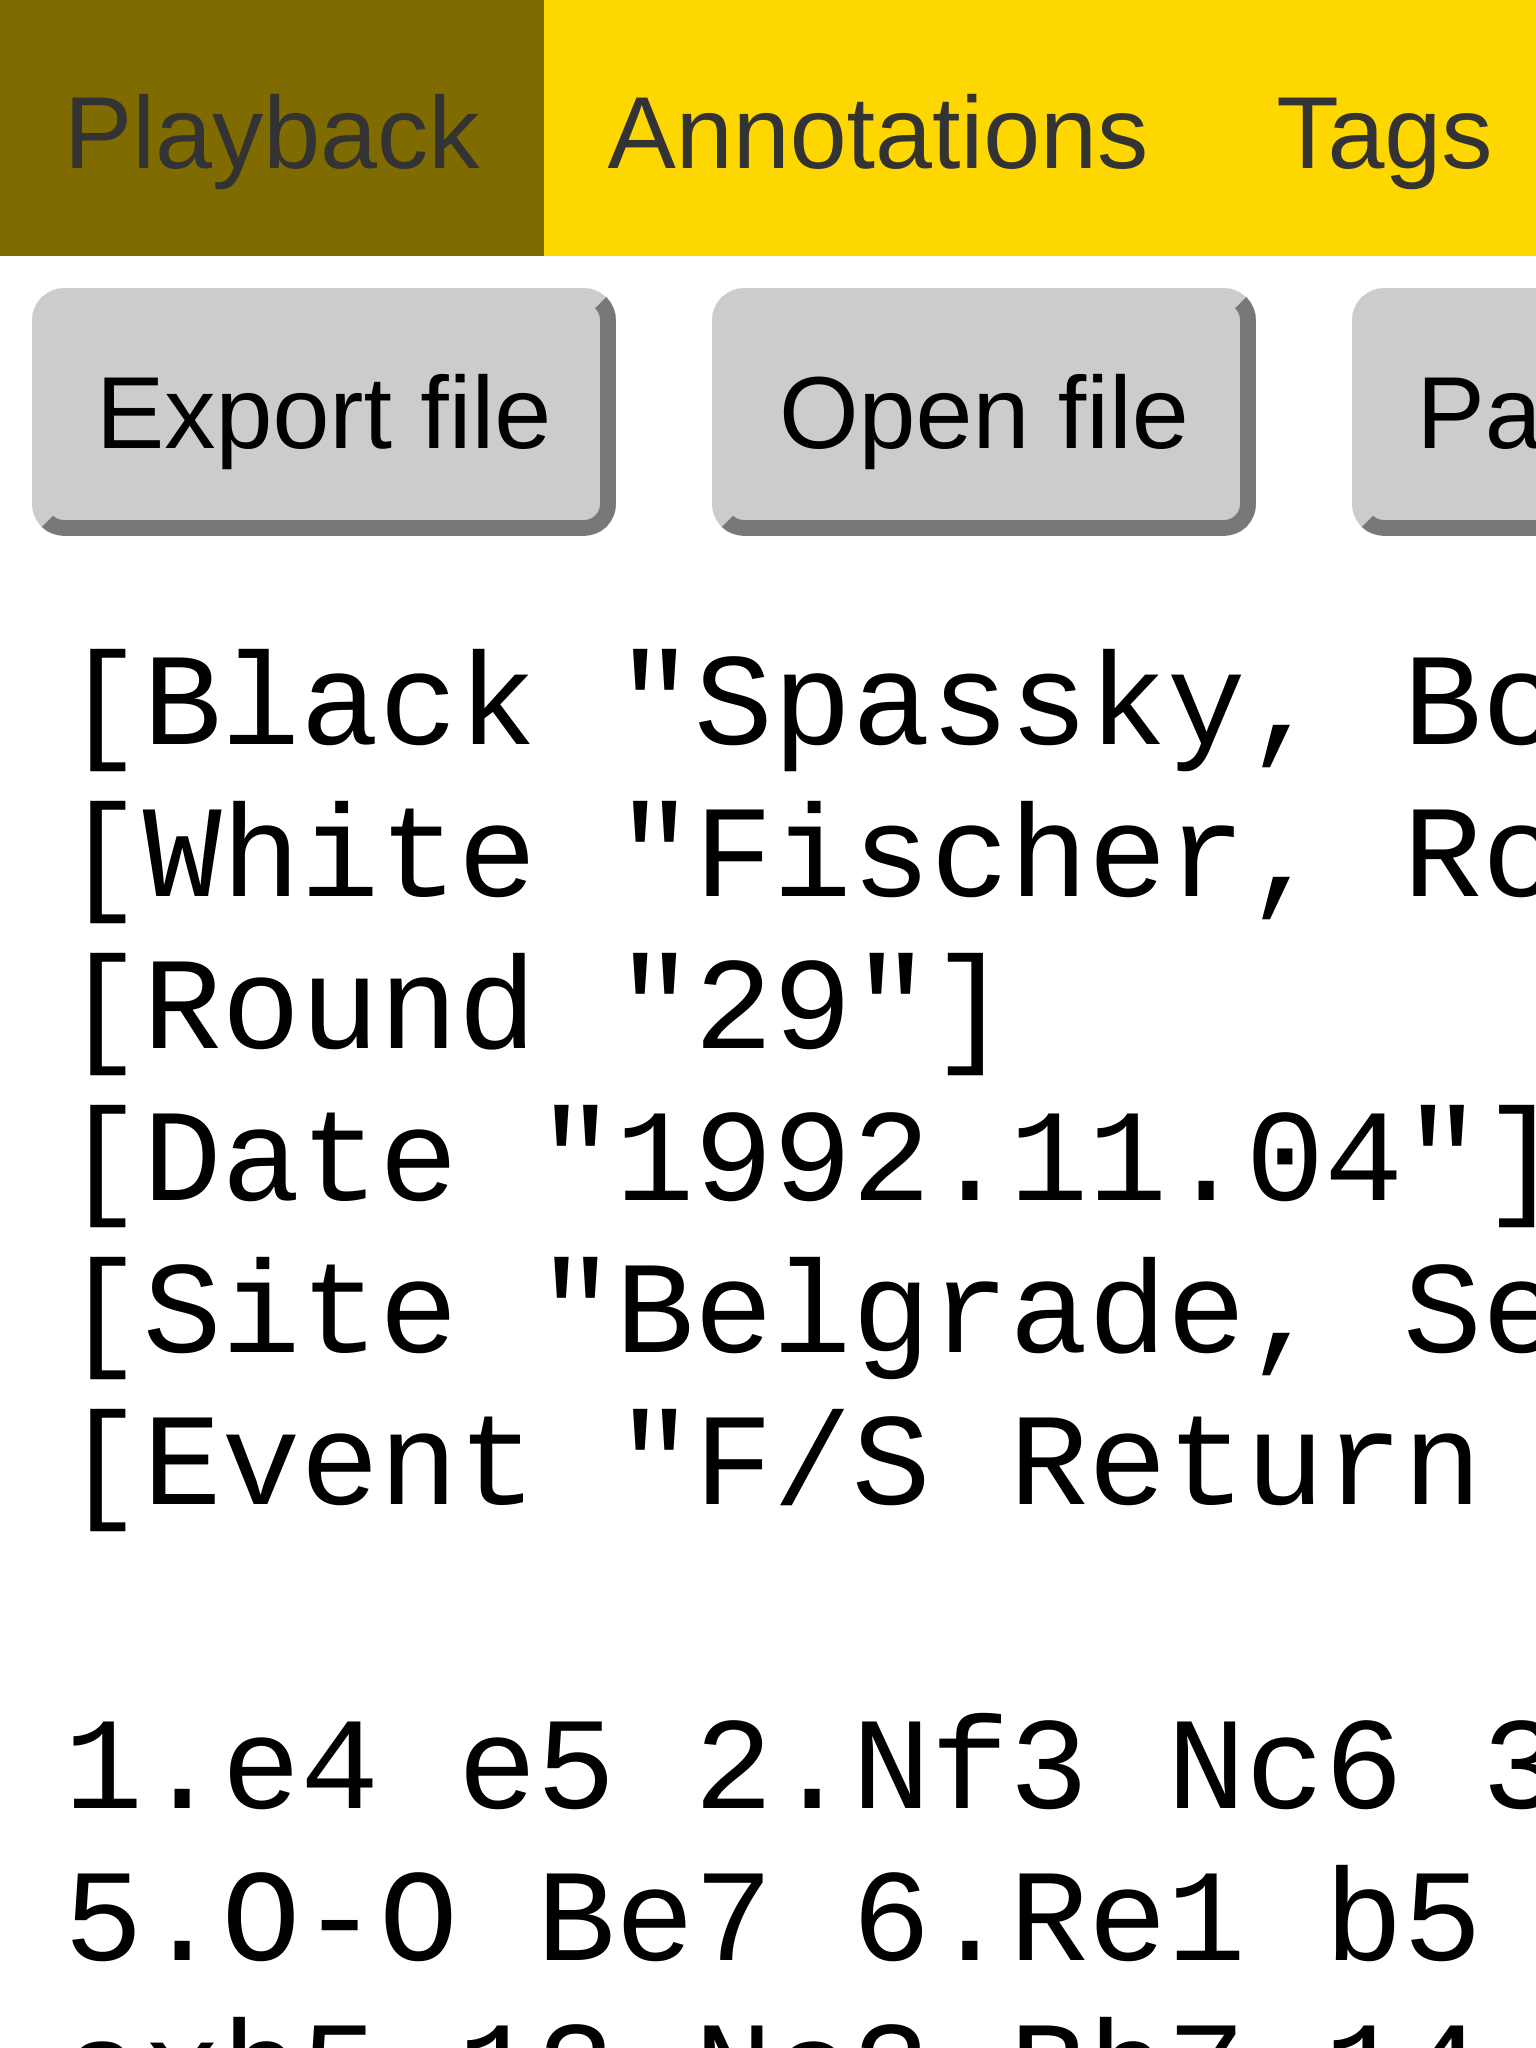 Playback Annotations Tags
Export file Open file Pa
[Black "Spassky, Bo
[White "Fischer, Ro
[Round "29"]
[Date "1992.11.04"]
[Site "Belgrade, Se
[Event "F/S Return
1.e4 e5 2.Nf3 Nc6 3
5.O-O Be7 6.Re1 b5